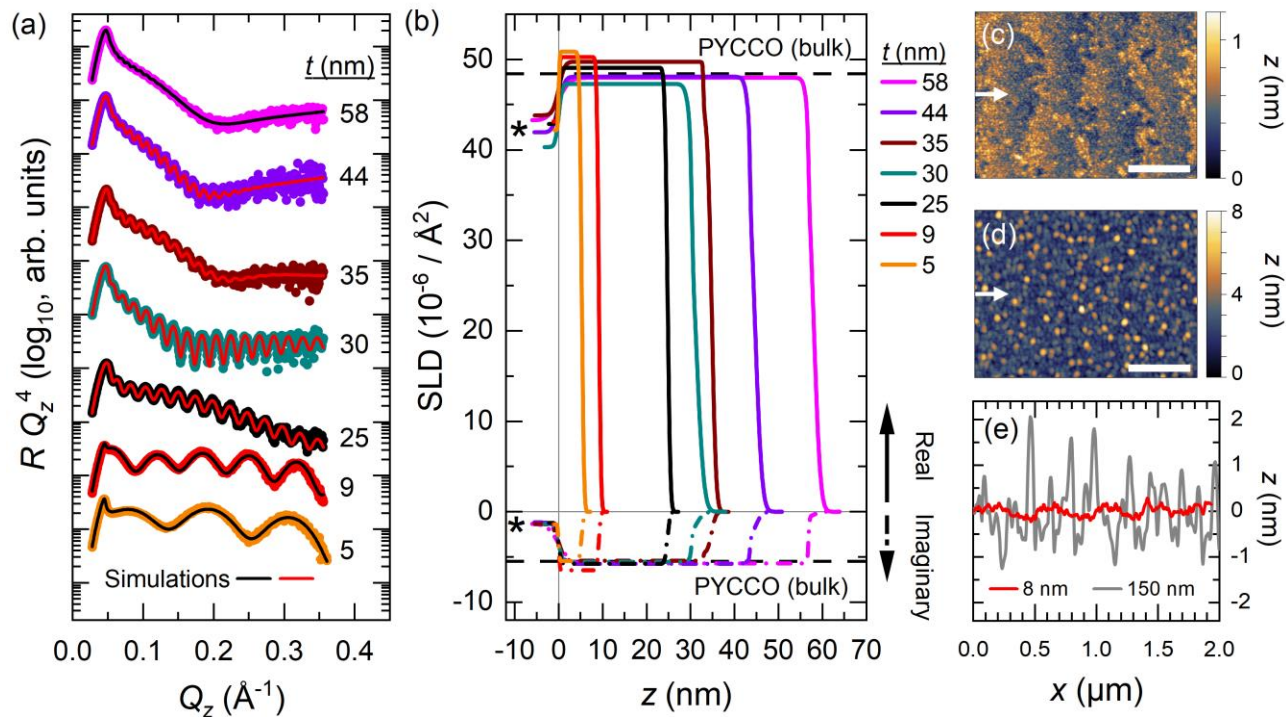 (a)
t (nm)
58
44
35
30
25
9
5
Simulations
R Q_z^4 (log10, arb. units)
0.0 0.1 0.2 0.3 0.4
Q_z (Å-1)
(b)
PYCCO (bulk)
50
40
30
20
10
0
-10
SLD (10-6 / Å2)
*
*
PYCCO (bulk)
-10 0 10 20 30 40 50 60 70
z (nm)
t (nm)
58
44
35
30
25
9
5
Real
Imaginary
(c)
1
0
z (nm)
(d)
8
4
0
z (nm)
(e)
2
1
0
-1
-2
z (nm)
8 nm 150 nm
0.0 0.5 1.0 1.5 2.0
x (μm)